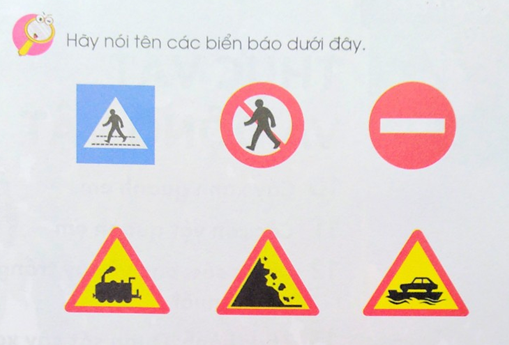 Hãy nói tên các biển báo dưới đây.